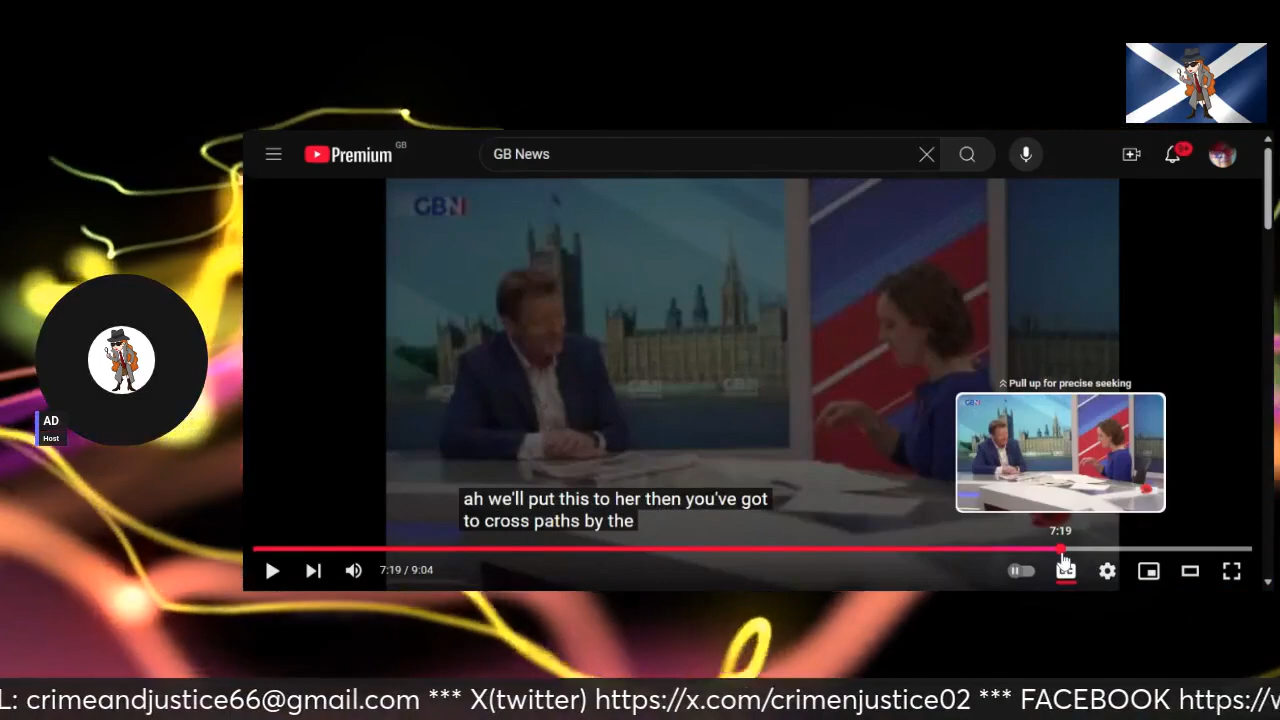 Premium GB
GB News
9+
GBN
Pull up for precise seeking
AD
Host
ah we'll put this to her then you've got
to cross paths by the
7:19
7:19 / 9:04
L: crimeandjustice66@gmail.com *** X(twitter) https://x.com/crimenjustice02 *** FACEBOOK https://w